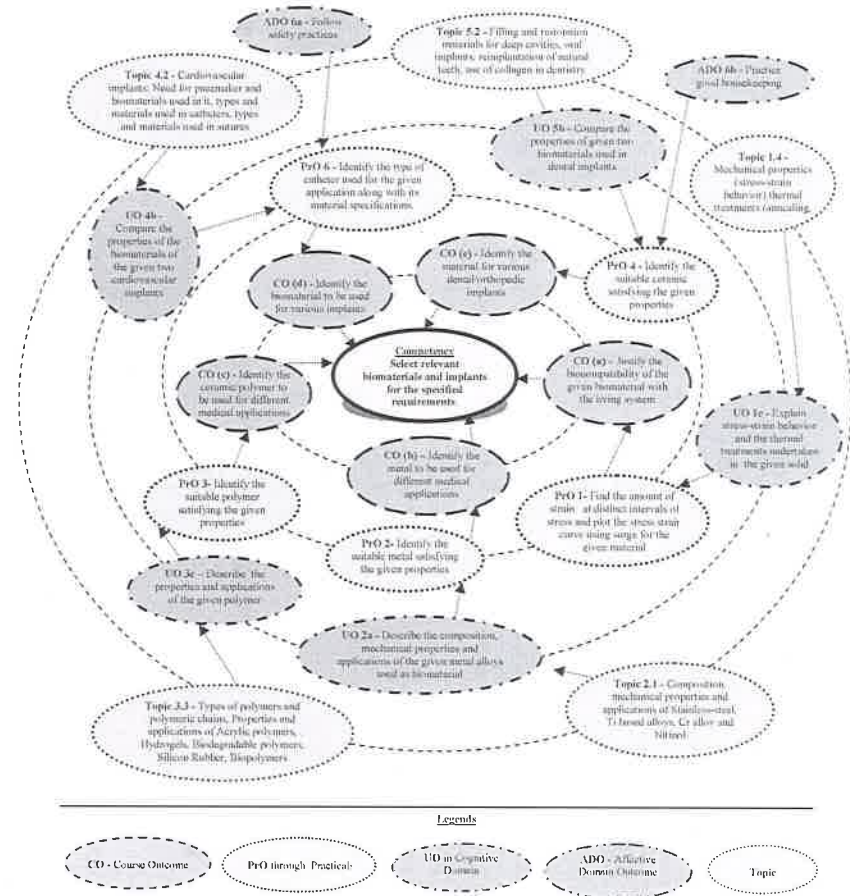 ADO 6a - Follow
safety practices
Topic 5.2 - Filling and restoration
materials for deep cavities, oral
implants, reimplantation of natural
teeth, use of collagen in dentistry
ADO 6b - Practice
good housekeeping
Topic 4.2 - Cardiovascular
implants: Need for pacemaker and
biomaterials used in it, types and
materials used in catheters, types
and materials used in sutures
UO 5b - Compare the
properties of given two
biomaterials used in
dental implants
Topic 1.4 -
Mechanical properties
(stress-strain
behavior) thermal
treatments (annealing,
PrO 6 - Identify the type of
catheter used for the given
application along with its
material specifications.
UO 4b -
Compare the
properties of the
biomaterials of
the given two
cardiovascular
implants
CO (d) - Identify the
biomaterial to be used
for various implants
CO (e) - Identify the
material for various
dental/orthopedic
implants
PrO 4 - Identify the
suitable ceramic
satisfying the given
properties
Competency
Select relevant
biomaterials and implants
for the specified
requirements
CO (c) - Identify the
ceramic polymer to
be used for different
medical applications
CO (a) - Justify the
biocompatibility of the
given biomaterial with
the living system
UO 1c - Explain
stress-strain behavior
and the thermal
treatments undertaken
in the given solid
CO (b) - Identify the
metal to be used for
different medical
applications
PrO 3- Identify the
suitable polymer
satisfying the given
properties
PrO 1- Find the amount of
strain at distinct intervals of
stress and plot the stress strain
curve using surge for the
given material
PrO 2- Identify the
suitable metal satisfying
the given properties
UO 3c - Describe the
properties and applications
of the given polymer
UO 2a - Describe the composition,
mechanical properties and
applications of the given metal alloys
used as biomaterial
Topic 2.1 - Composition,
mechanical properties and
applications of Stainless-steel,
Ti based alloys, Cr alloy and
Nitinol
Topic 3.3 - Types of polymers and
polymeric chains, Properties and
applications of Acrylic polymers,
Hydrogels, Biodegradable polymers,
Silicon Rubber, Biopolymers
Legends
CO - Course Outcome
PrO through Practicals
UO in Cognitive
Domain
ADO - Affective
Domain Outcome
Topic